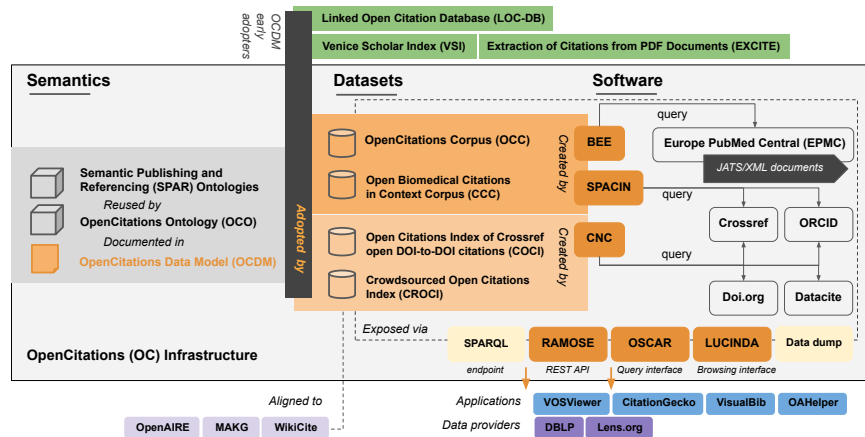 OCDM
early
adopters
Linked Open Citation Database (LOC-DB)
Venice Scholar Index (VSI)
Extraction of Citations from PDF Documents (EXCITE)
Semantics
Datasets
Software
Adopted by
Semantic Publishing and
Referencing (SPAR) Ontologies
Reused by
OpenCitations Ontology (OCO)
Documented in
OpenCitations Data Model (OCDM)
OpenCitations Corpus (OCC)
Open Biomedical Citations
in Context Corpus (CCC)
Created by
Open Citations Index of Crossref
open DOI-to-DOI citations (COCI)
Crowdsourced Open Citations
Index (CROCI)
Created by
BEE
SPACIN
CNC
query
Europe PubMed Central (EPMC)
JATS/XML documents
query
Crossref
ORCID
query
Doi.org
Datacite
Exposed via
SPARQL
RAMOSE
OSCAR
LUCINDA
Data dump
endpoint
REST API
Query interface
Browsing interface
OpenCitations (OC) Infrastructure
Aligned to
OpenAIRE
MAKG
WikiCite
Applications
VOSViewer
CitationGecko
VisualBib
OAHelper
Data providers
DBLP
Lens.org